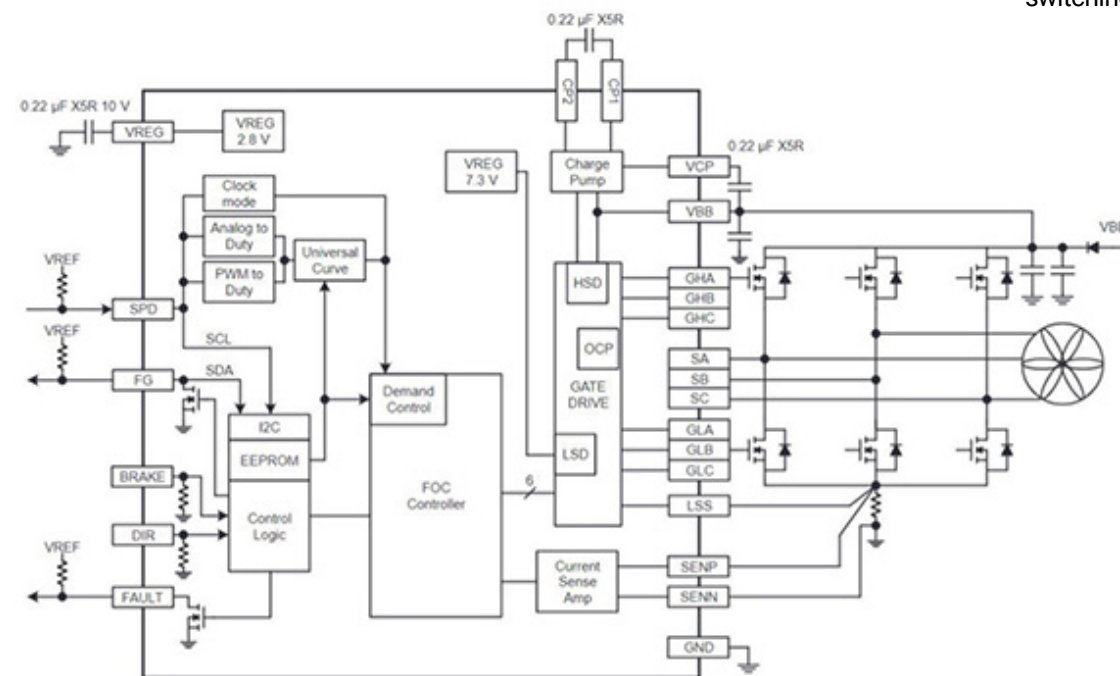 switching
0.22 µF X5R
CP2
CP1
0.22 µF X5R 10 V
VREG
VREG
2.8 V
VREG
7.3 V
Charge
Pump
VCP
0.22 µF X5R
VBB
Clock
mode
Analog to
Duty
PWM to
Duty
Universal
Curve
VREF
SPD
VREF
SCL
SDA
FG
HSD
OCP
GATE
DRIVE
LSD
GHA
GHB
GHC
SA
SB
SC
GLA
GLB
GLC
LSS
Demand
Control
I2C
EEPROM
FOC
Controller
6
BRAKE
Control
Logic
DIR
VREF
FAULT
Current
Sense
Amp
SENP
SENN
GND